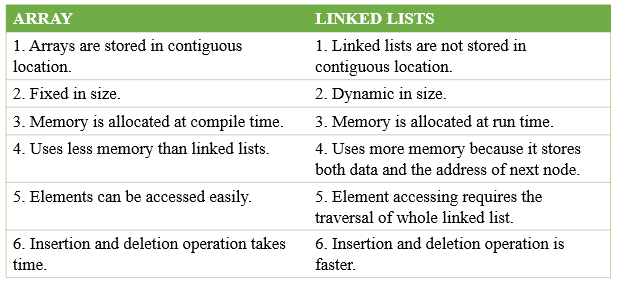 ARRAY
LINKED LISTS
1. Arrays are stored in contiguous
location.
1. Linked lists are not stored in
contiguous location.
2. Fixed in size.
2. Dynamic in size.
3. Memory is allocated at compile time.
3. Memory is allocated at run time.
4. Uses less memory than linked lists.
4. Uses more memory because it stores
both data and the address of next node.
5. Elements can be accessed easily.
5. Element accessing requires the
traversal of whole linked list.
6. Insertion and deletion operation takes
time.
6. Insertion and deletion operation is
faster.